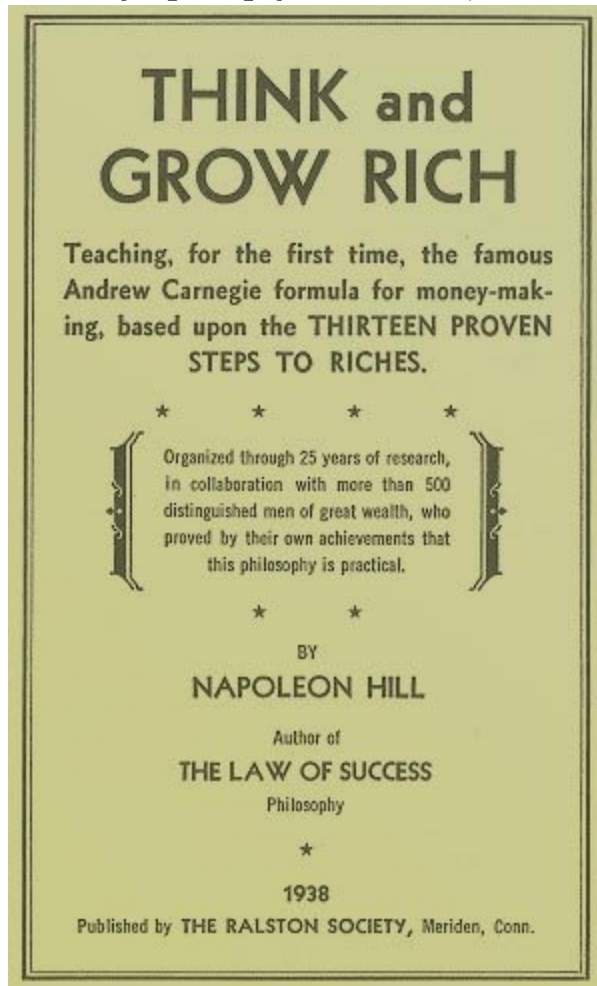 THINK and
GROW RICH
Teaching, for the first time, the famous
Andrew Carnegie formula for money-mak-
ing, based upon the THIRTEEN PROVEN
STEPS TO RICHES.
Organized through 25 years of research,
in collaboration with more than 500
distinguished men of great wealth, who
proved by their own achievements that
this philosophy is practical.
BY
NAPOLEON HILL
Author of
THE LAW OF SUCCESS
Philosophy
1938
Published by THE RALSTON SOCIETY, Meriden, Conn.